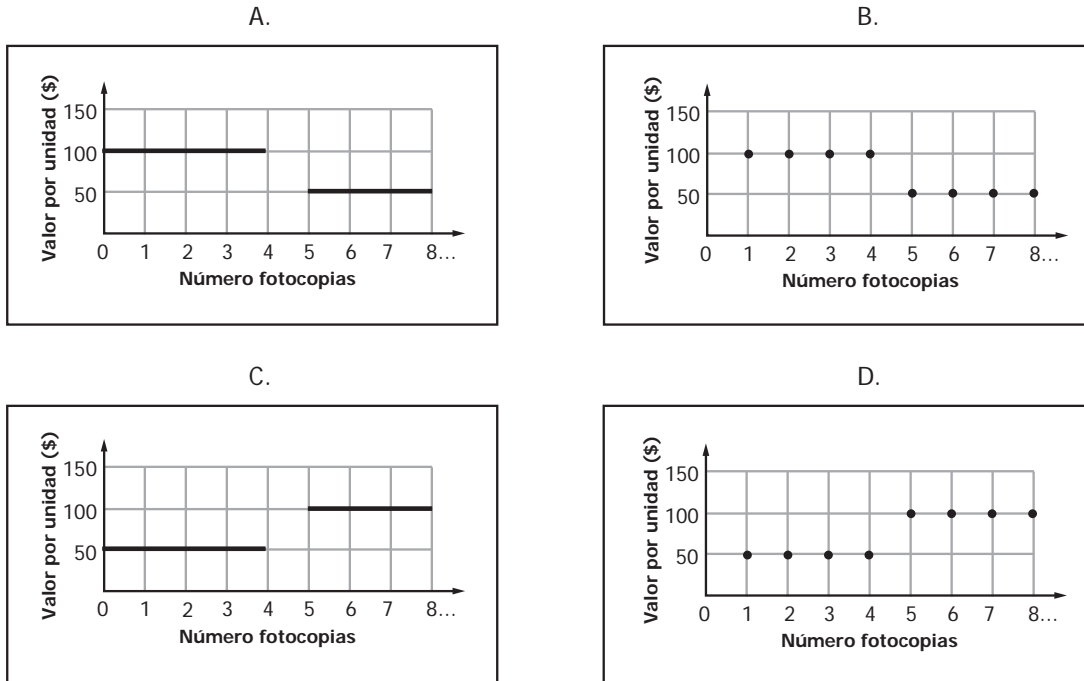 A.
Valor por unidad ($)
150
100
50
0 1 2 3 4 5 6 7 8...
Número fotocopias
B.
Valor por unidad ($)
150
100
50
0 1 2 3 4 5 6 7 8...
Número fotocopias
C.
Valor por unidad ($)
150
100
50
0 1 2 3 4 5 6 7 8...
Número fotocopias
D.
Valor por unidad ($)
150
100
50
0 1 2 3 4 5 6 7 8...
Número fotocopias